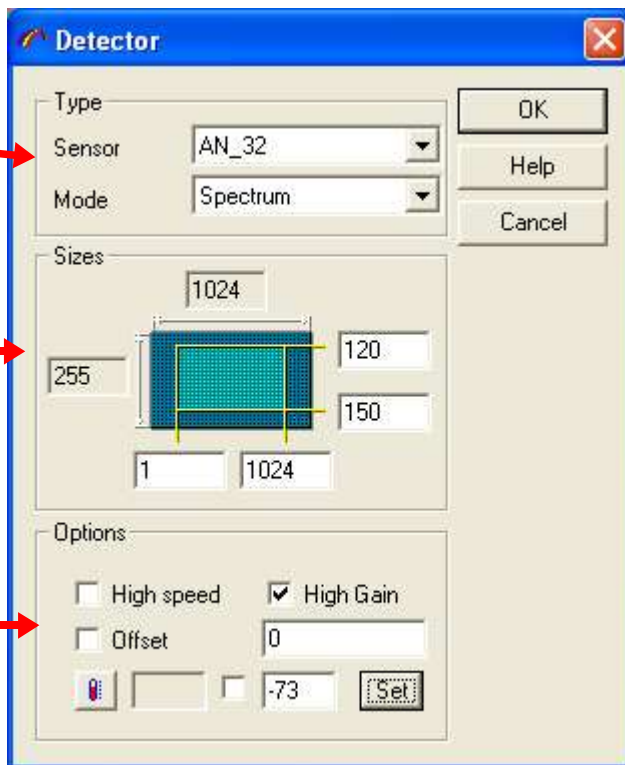 Detector
Type
OK
Sensor AN_32
Help
Mode Spectrum
Cancel
Sizes
1024
120
255
150
1 1024
Options
High speed High Gain
Offset 0
-73 Set